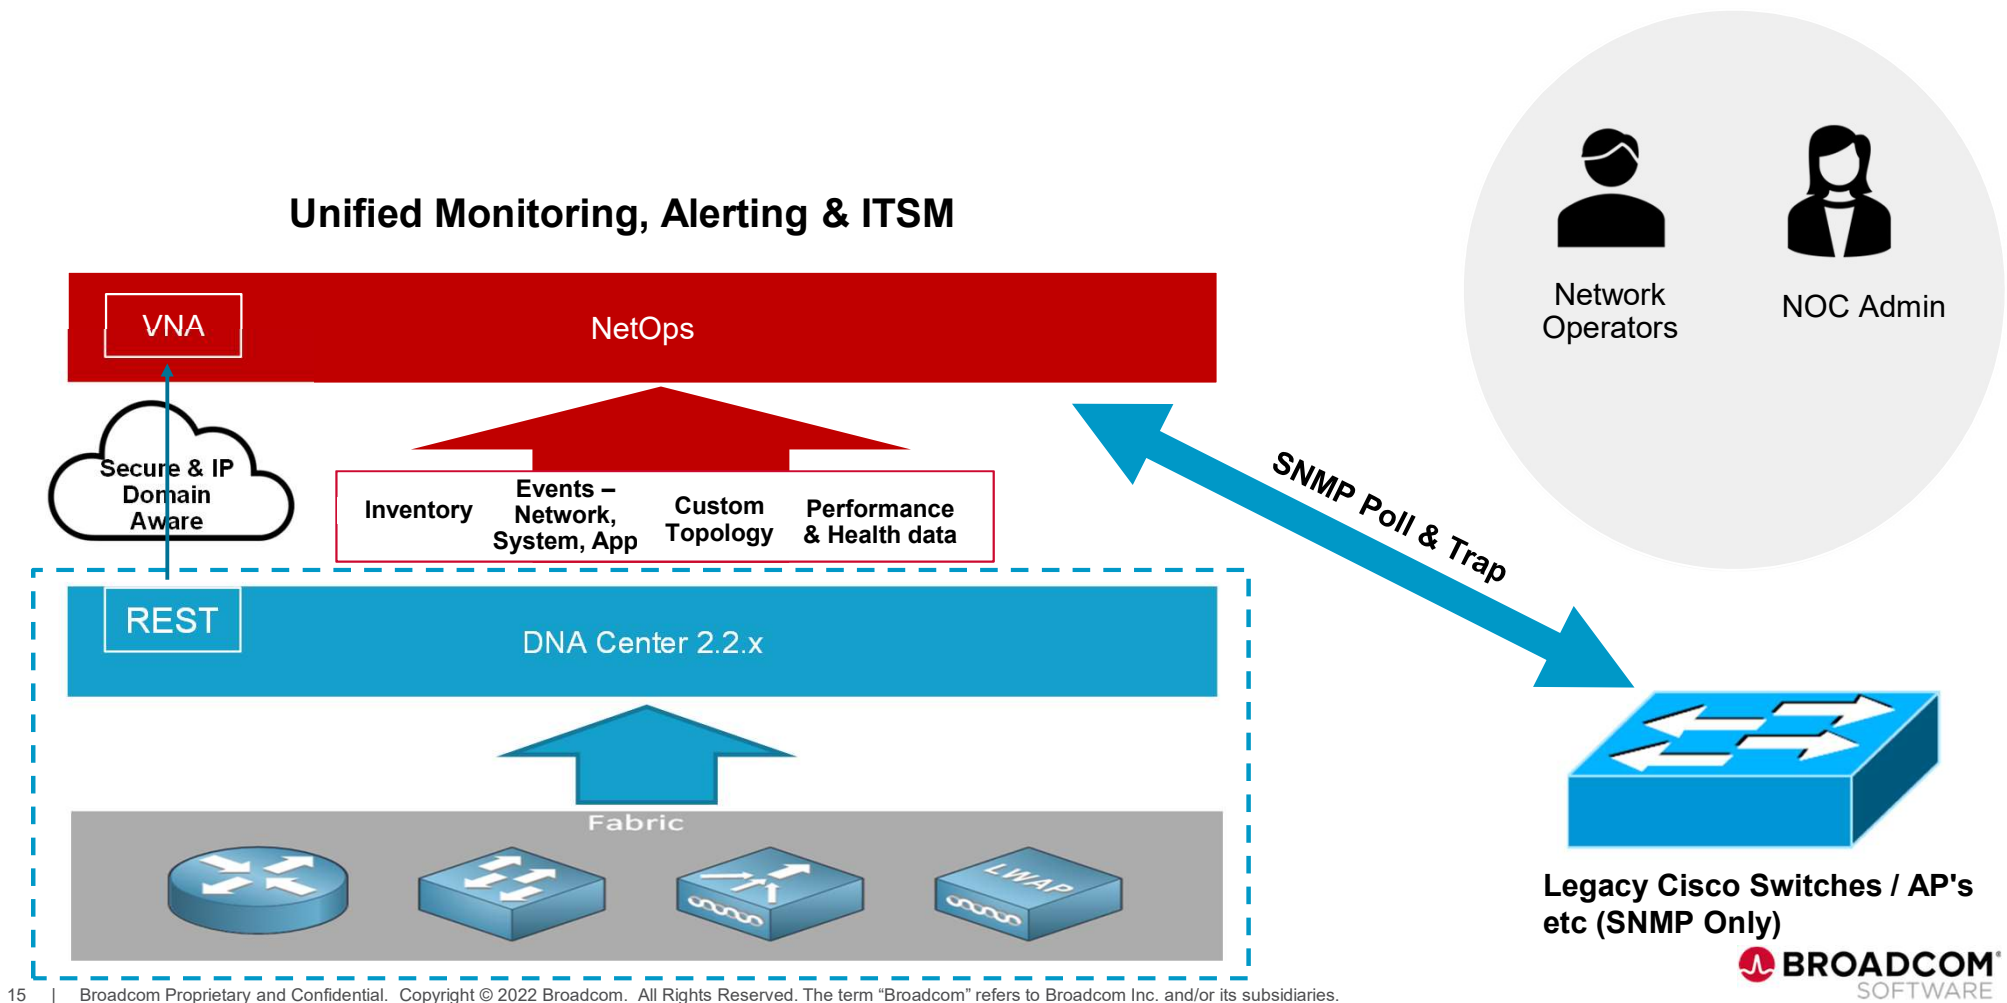 Unified Monitoring, Alerting & ITSM
VNA
NetOps
Network
Operators
NOC Admin
Secure & IP
Domain
Aware
Inventory
Events –
Network,
System, App
Custom
Topology
Performance
& Health data
SNMP Poll & Trap
REST
DNA Center 2.2.x
Fabric
LWAP
Legacy Cisco Switches / AP's
etc (SNMP Only)
BROADCOM®
SOFTWARE
15 | Broadcom Proprietary and Confidential. Copyright © 2022 Broadcom. All Rights Reserved. The term “Broadcom” refers to Broadcom Inc. and/or its subsidiaries.